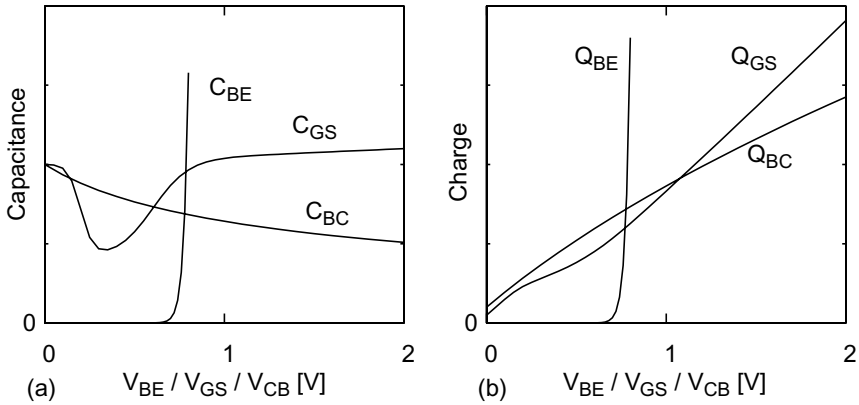 Capacitance
C_BE
C_GS
C_BC
0
0
1
2
(a)
V_BE / V_GS / V_CB [V]
Charge
Q_BE
Q_GS
Q_BC
0
0
1
2
(b)
V_BE / V_GS / V_CB [V]